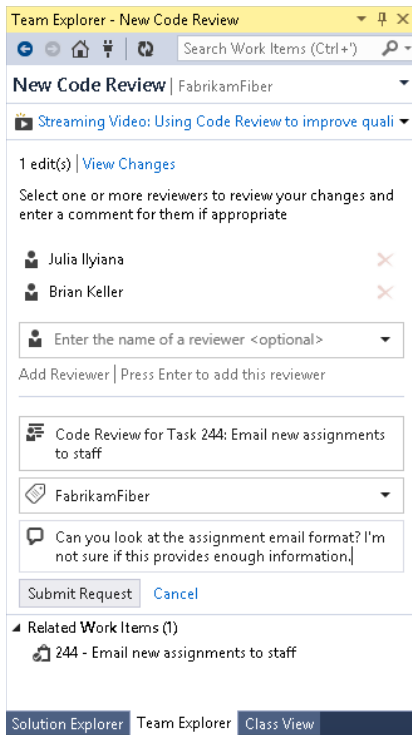 Team Explorer - New Code Review
Search Work Items (Ctrl+')
New Code Review | FabrikamFiber
Streaming Video: Using Code Review to improve quali
1 edit(s) | View Changes
Select one or more reviewers to review your changes and
enter a comment for them if appropriate
Julia Ilyiana
Brian Keller
Enter the name of a reviewer <optional>
Add Reviewer | Press Enter to add this reviewer
Code Review for Task 244: Email new assignments
to staff
FabrikamFiber
Can you look at the assignment email format? I'm
not sure if this provides enough information.
Submit Request Cancel
Related Work Items (1)
244 - Email new assignments to staff
Solution Explorer Team Explorer Class View